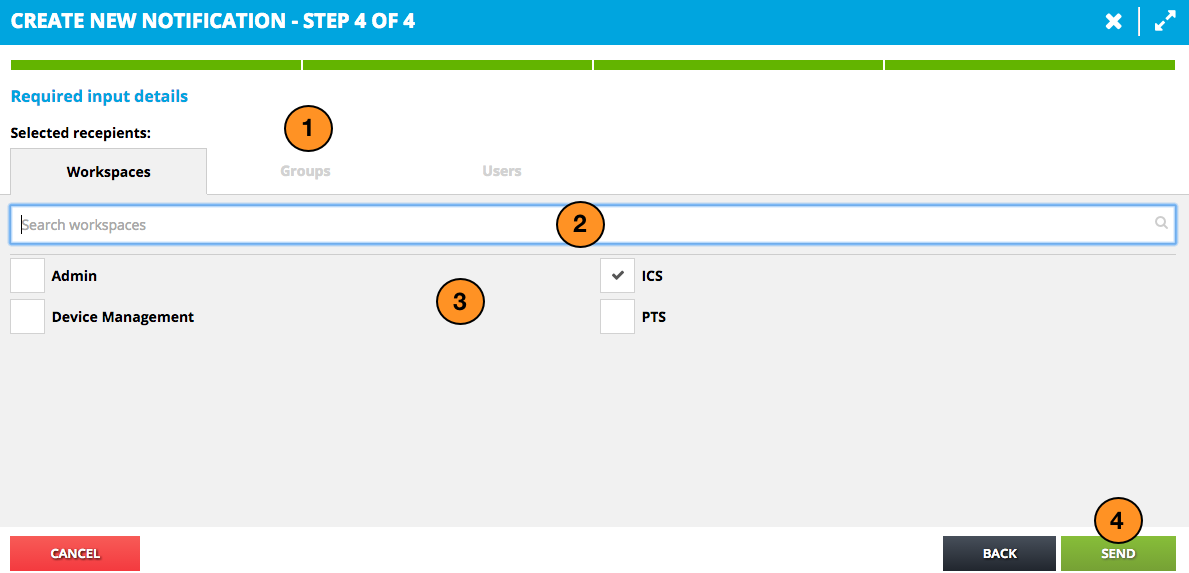 CREATE NEW NOTIFICATION - STEP 4 OF 4
Required input details
Selected recepients:
1
Workspaces Groups Users
Search workspaces 2
Admin ICS
3
Device Management PTS
4
CANCEL BACK SEND